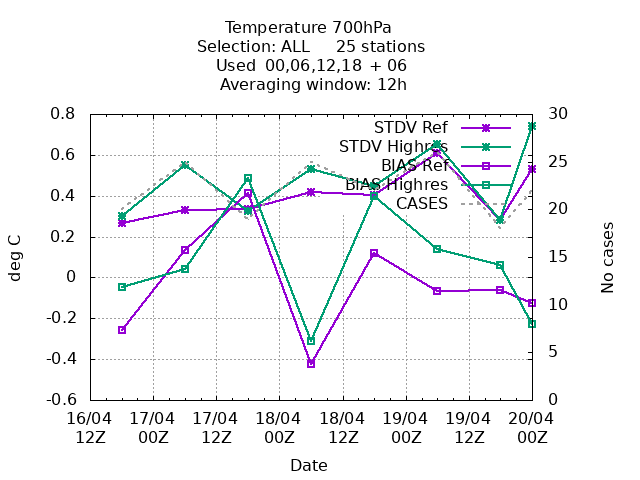 Temperature 700hPa
Selection: ALL 25 stations
Used 00,06,12,18 + 06
Averaging window: 12h
0.8
0.6
0.4
0.2
0
-0.2
-0.4
-0.6
deg C
30
25
20
15
10
5
0
No cases
STDV Ref
STDV Highres
BIAS Ref
BIAS Highres
CASES
16/04 17/04 17/04 18/04 18/04 19/04 19/04 20/04
12Z 00Z 12Z 00Z 12Z 00Z 12Z 00Z
Date